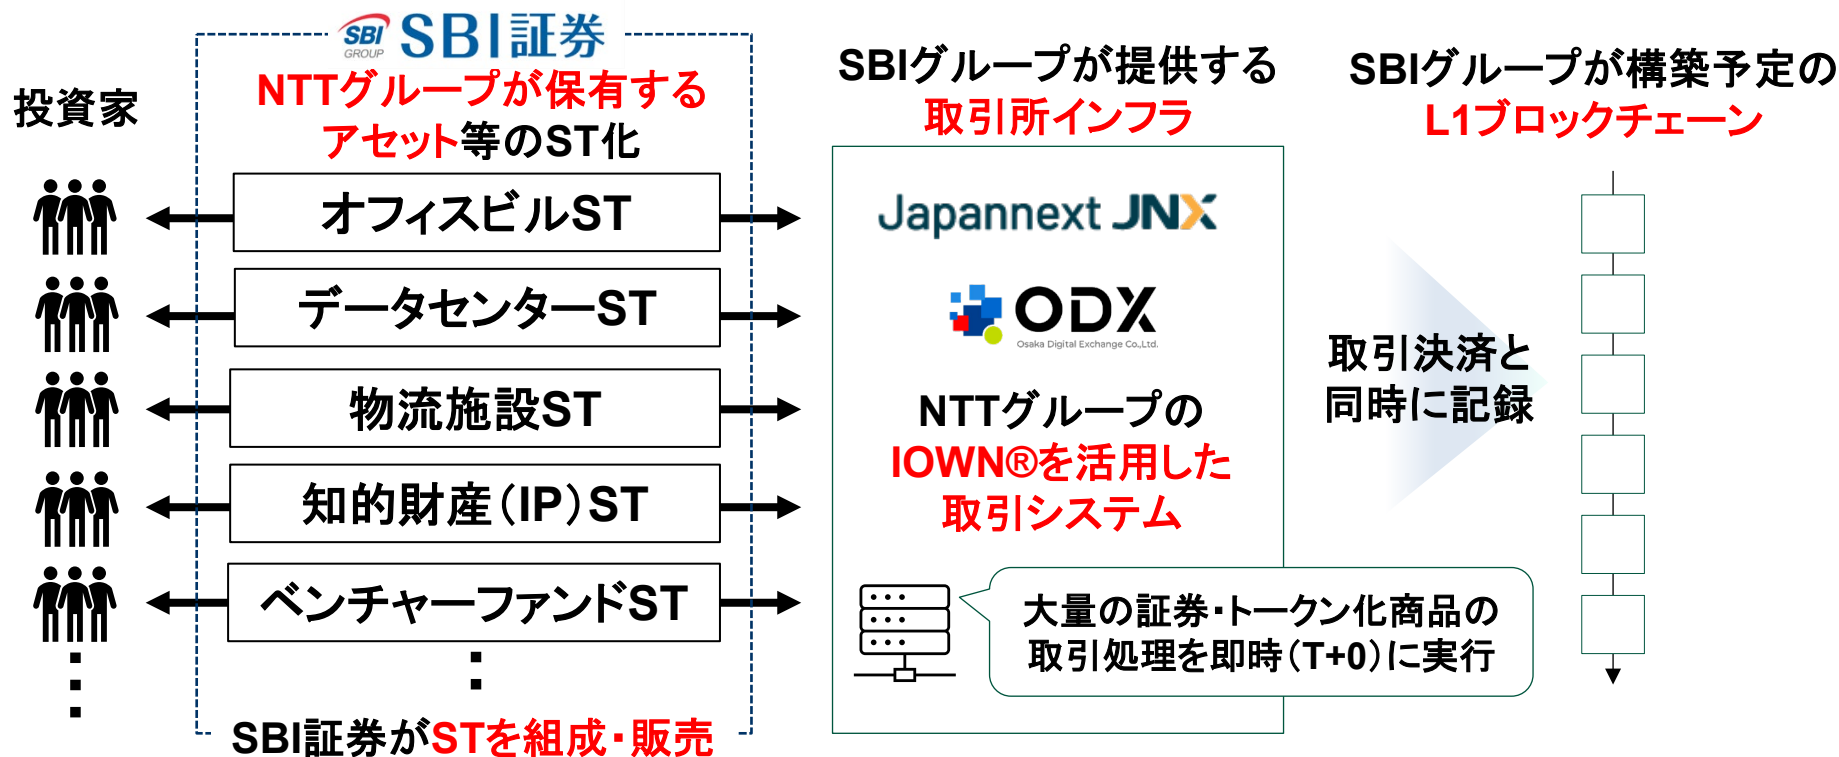 投資家
SBI GROUP SBI証券
NTTグループが保有する
アセット等のST化
オフィスビルST
データセンターST
物流施設ST
知的財産（IP）ST
ベンチャーファンドST
SBI証券がSTを組成・販売
SBIグループが提供する
取引所インフラ
Japannext JNX
ODX
Osaka Digital Exchange Co.,Ltd.
NTTグループの
IOWN®を活用した
取引システム
大量の証券・トークン化商品の
取引処理を即時（T+0）に実行
取引決済と
同時に記録
SBIグループが構築予定の
L1ブロックチェーン